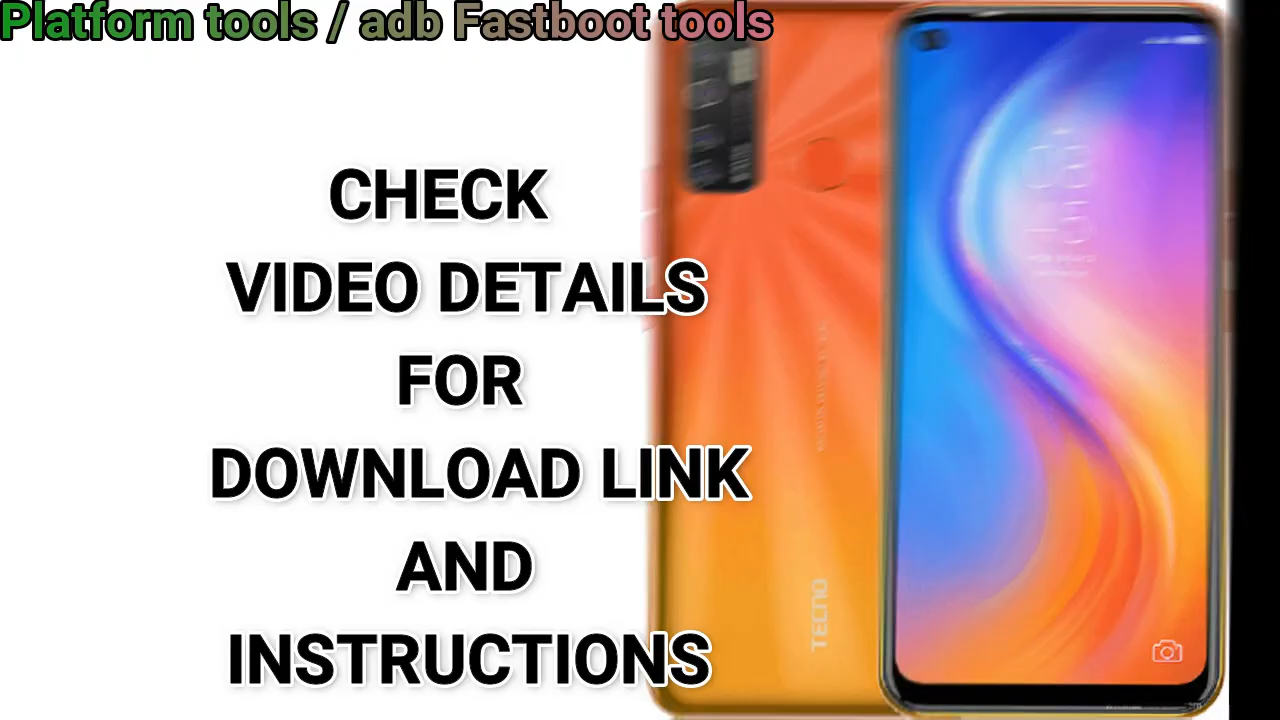 Platform tools / adb Fastboot tools
CHECK
VIDEO DETAILS
FOR
DOWNLOAD LINK
AND
INSTRUCTIONS
TECNO